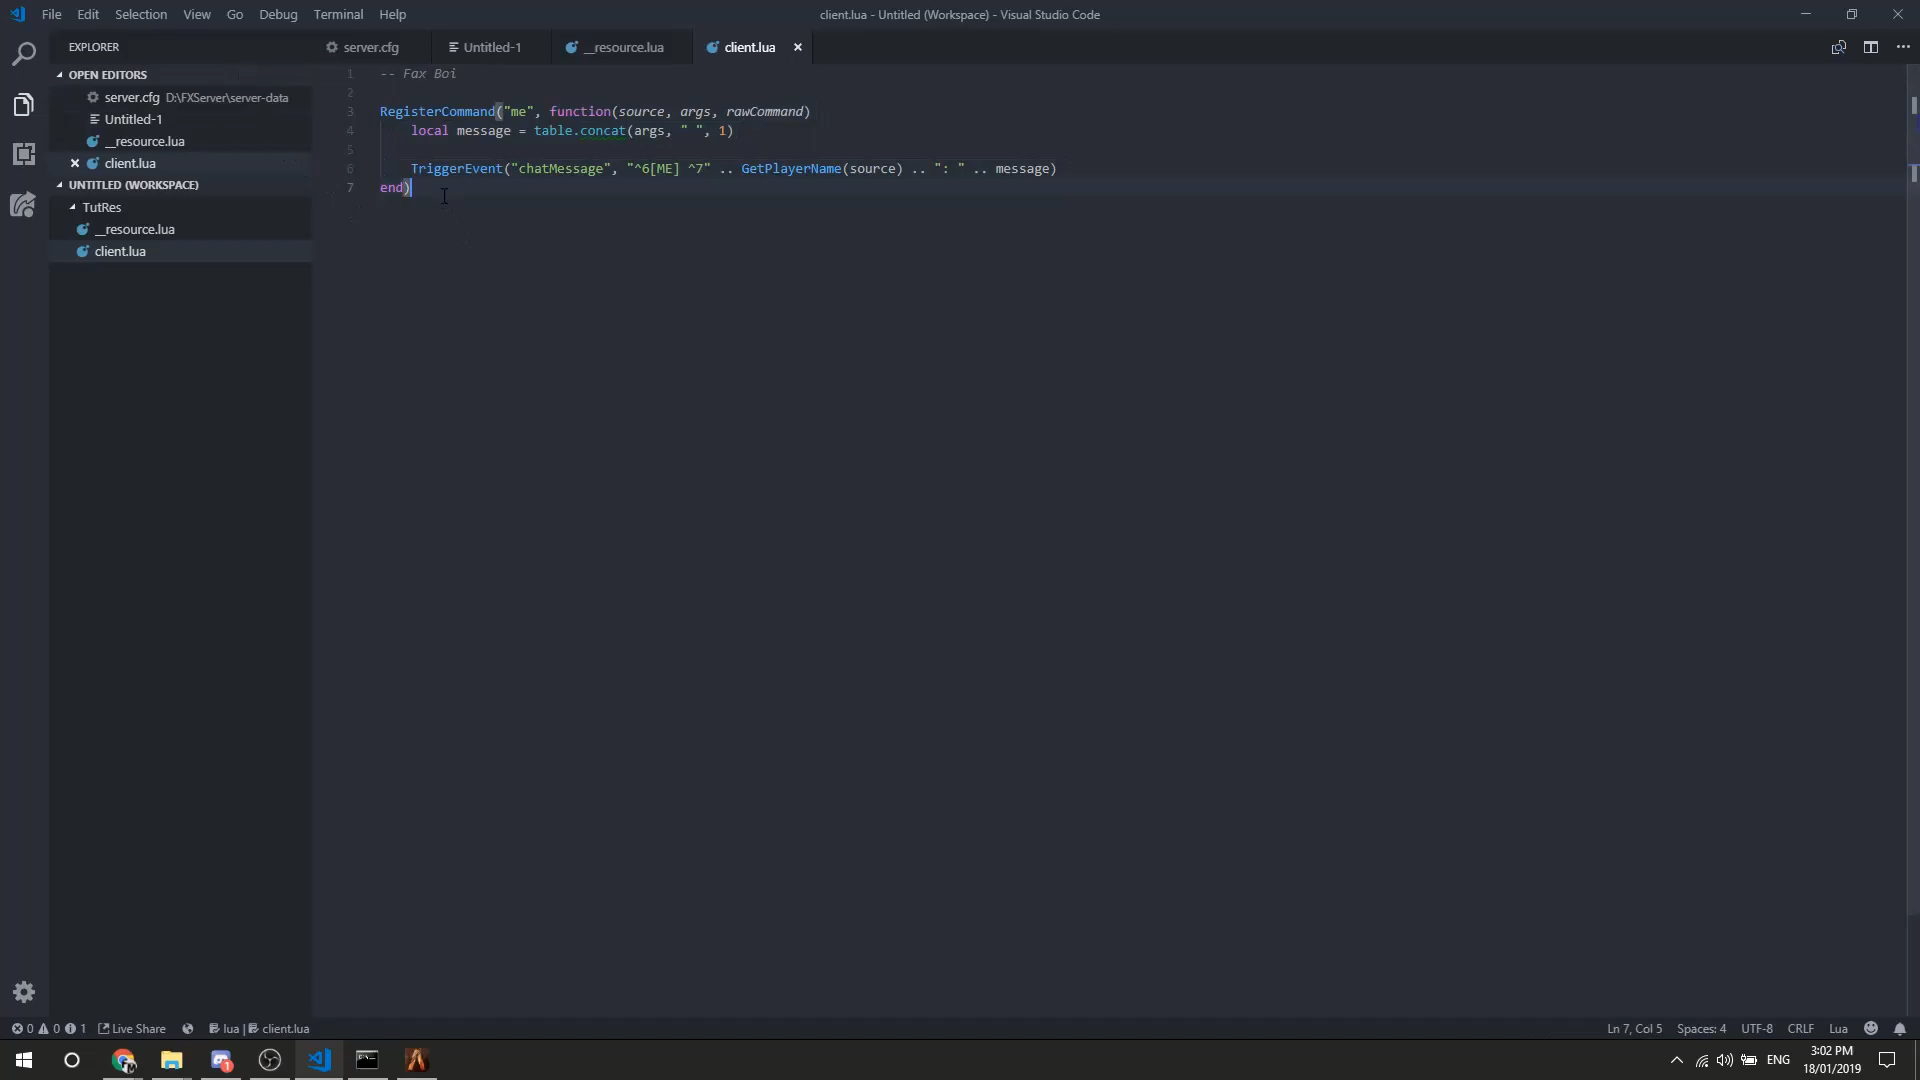 File Edit Selection View Go Debug Terminal Help
client.lua - Untitled (Workspace) - Visual Studio Code
EXPLORER
server.cfg
Untitled-1
__resource.lua
client.lua
OPEN EDITORS
server.cfg D:\FXServer\server-data
Untitled-1
__resource.lua
client.lua
UNTITLED (WORKSPACE)
TutRes
__resource.lua
client.lua
1 -- Fax Boi
2
3 RegisterCommand("me", function(source, args, rawCommand)
4 local message = table.concat(args, " ", 1)
5
6 TriggerEvent("chatMessage", "^6[ME] ^7" .. GetPlayerName(source) .. ": " .. message)
7 end)
0 0 1 Live Share lua | client.lua
Ln 7, Col 5 Spaces: 4 UTF-8 CRLF Lua
1
ENG
3:02 PM
18/01/2019